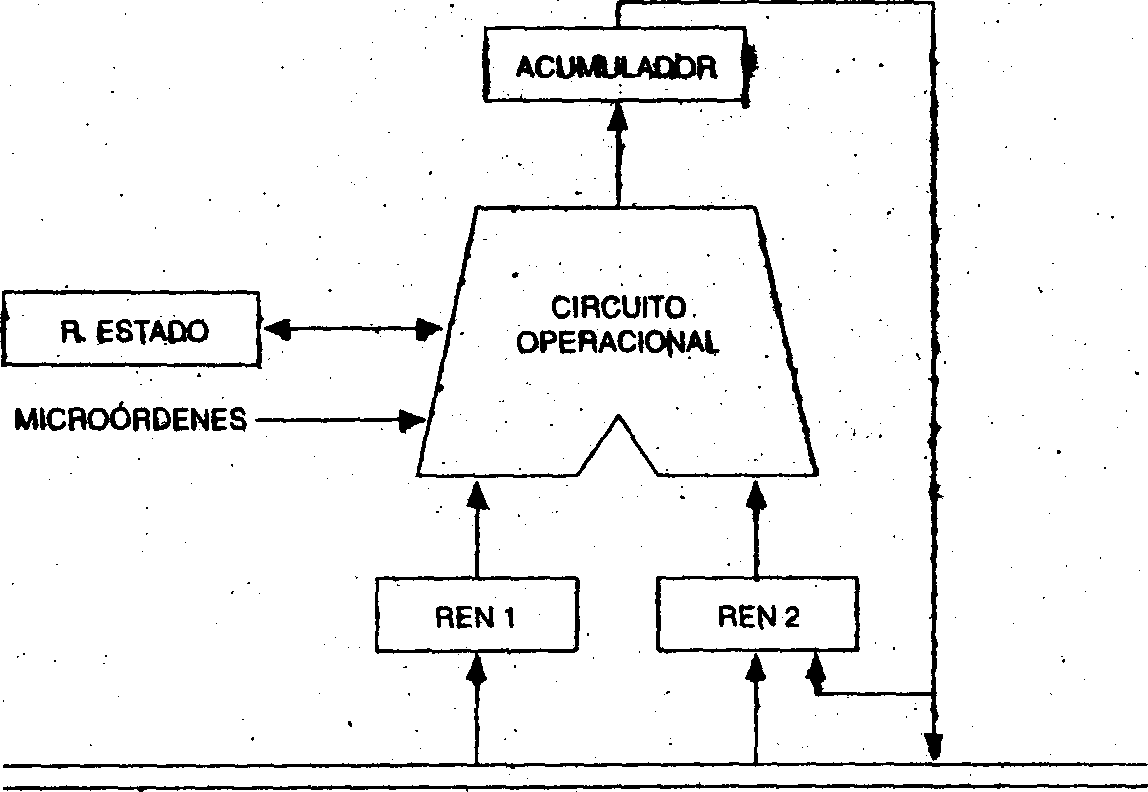 ACUMULADOR
CIRCUITO
OPERACIONAL
R. ESTADO
MICROÓRDENES
REN 1
REN 2